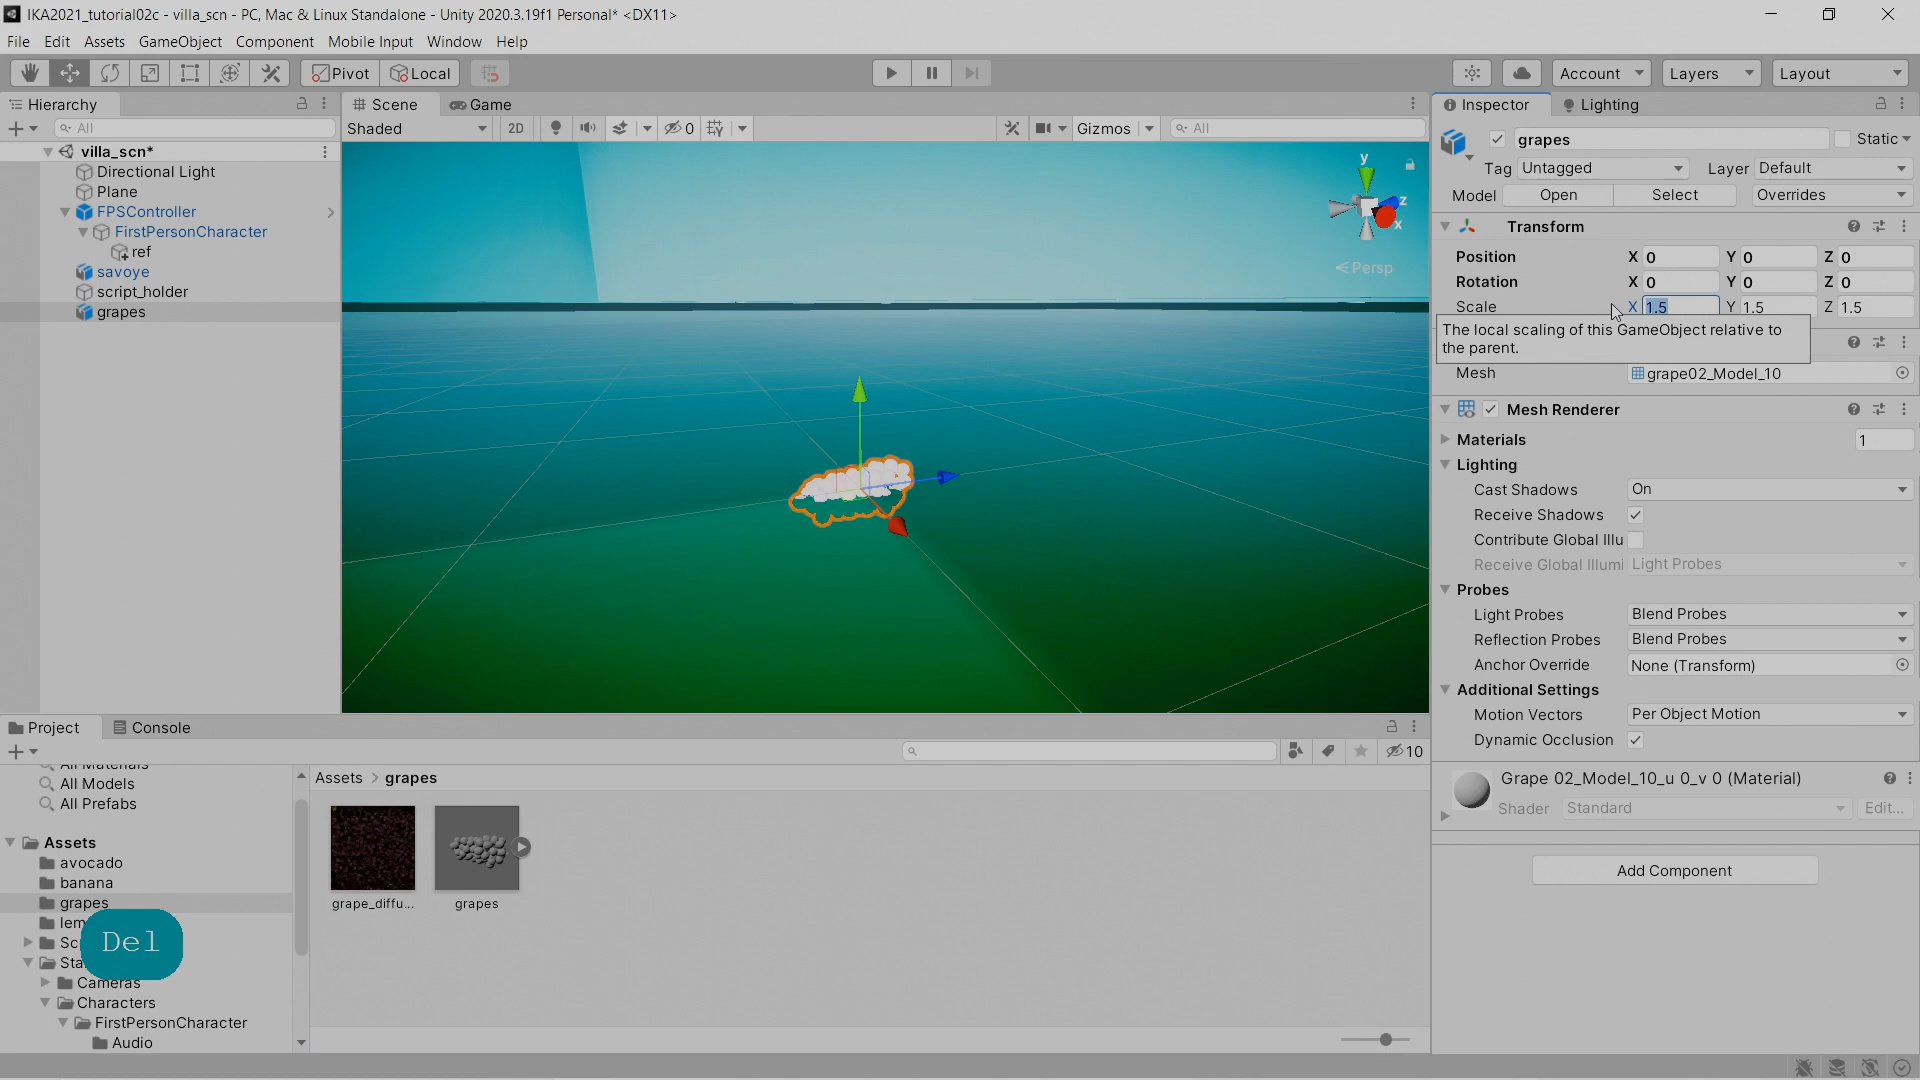 IKA2021_tutorial02c - villa_scn - PC, Mac & Linux Standalone - Unity 2020.3.19f1 Personal* <DX11>
File Edit Assets GameObject Component Mobile Input Window Help
Pivot Local Account Layers Layout
Hierarchy
All
villa_scn*
Directional Light
Plane
FPSController
FirstPersonCharacter
ref
savoye
script_holder
grapes
Scene Game
Shaded 2D 0 Gizmos All
y
z
x
Persp
Inspector Lighting
grapes Static
Tag Untagged Layer Default
Model Open Select Overrides
Transform
Position X 0 Y 0 Z 0
Rotation X 0 Y 0 Z 0
Scale X 1.5 Y 1.5 Z 1.5
The local scaling of this GameObject relative to
the parent.
Mesh grape02_Model_10
Mesh Renderer
Materials 1
Lighting
Cast Shadows On
Receive Shadows
Contribute Global Illu
Receive Global Illumi Light Probes
Probes
Light Probes Blend Probes
Reflection Probes Blend Probes
Anchor Override None (Transform)
Additional Settings
Motion Vectors Per Object Motion
Dynamic Occlusion
Grape 02_Model_10_u 0_v 0 (Material)
Shader Standard Edit...
Add Component
Project Console
10
All Materials
All Models
All Prefabs
Assets
avocado
banana
grapes
lem
Sc
Sta
Cameras
Characters
FirstPersonCharacter
Audio
Del
Assets > grapes
grape_diffu...
grapes